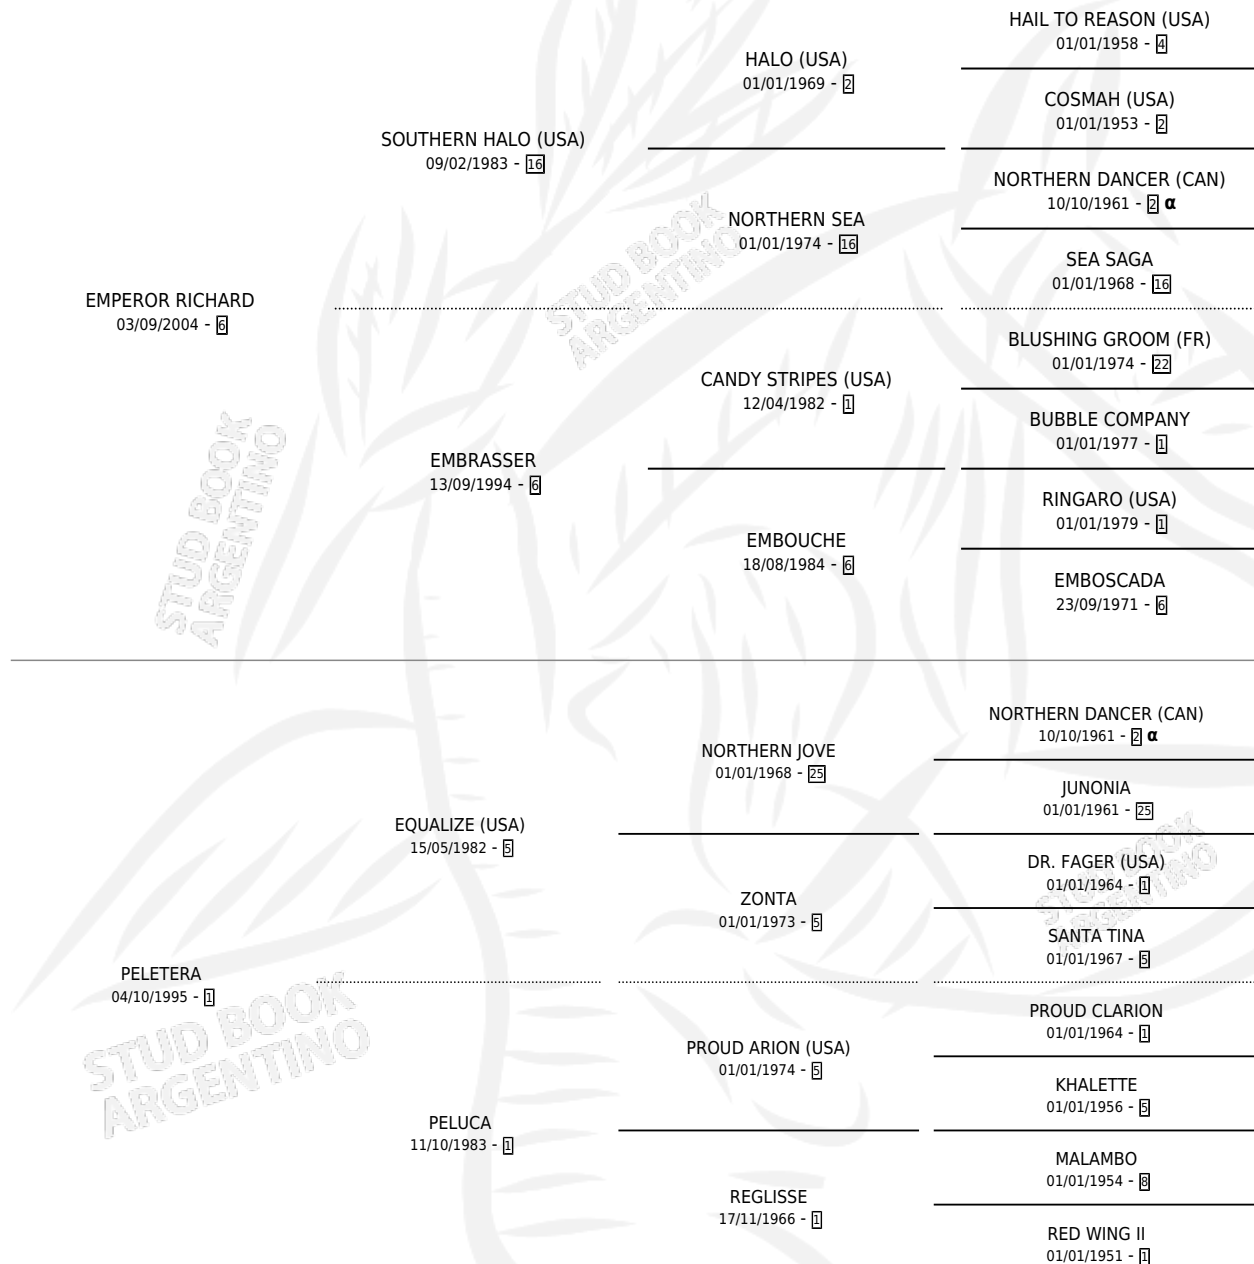 HAIL TO REASON (USA)
01/01/1958 - 4
HALO (USA)
01/01/1969 - 2
COSMAH (USA)
01/01/1953 - 2
SOUTHERN HALO (USA)
09/02/1983 - 16
NORTHERN DANCER (CAN)
10/10/1961 - 2 α
NORTHERN SEA
01/01/1974 - 16
SEA SAGA
01/01/1968 - 16
STUD BOOK
ARGENTINO
EMPEROR RICHARD
03/09/2004 - 6
BLUSHING GROOM (FR)
01/01/1974 - 22
CANDY STRIPES (USA)
12/04/1982 - 1
BUBBLE COMPANY
01/01/1977 - 1
EMBRASSER
13/09/1994 - 6
RINGARO (USA)
01/01/1979 - 1
EMBOUCHE
18/08/1984 - 6
EMBOSCADA
23/09/1971 - 6
STUD BOOK
ARGENTINO
NORTHERN DANCER (CAN)
10/10/1961 - 2 α
NORTHERN JOVE
01/01/1968 - 25
JUNONIA
01/01/1961 - 25
EQUALIZE (USA)
15/05/1982 - 5
DR. FAGER (USA)
01/01/1964 - 1
ZONTA
01/01/1973 - 5
SANTA TINA
01/01/1967 - 5
STUD BOOK
ARGENTINO
PELETERA
04/10/1995 - 1
PROUD CLARION
01/01/1964 - 1
PROUD ARION (USA)
01/01/1974 - 5
KHALETTE
01/01/1956 - 5
STUD BOOK
ARGENTINO
PELUCA
11/10/1983 - 1
MALAMBO
01/01/1954 - 8
REGLISSE
17/11/1966 - 1
RED WING II
01/01/1951 - 1